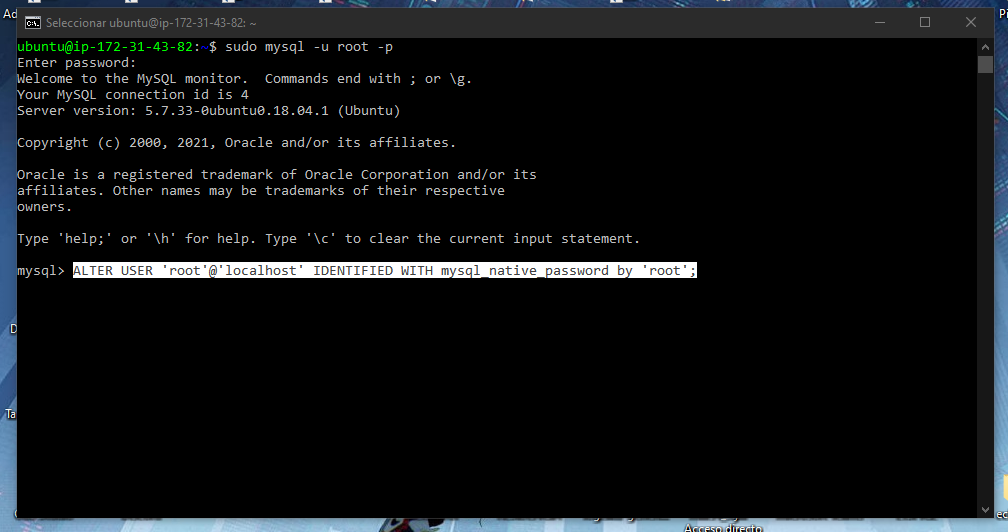 Seleccionar ubuntu@ip-172-31-43-82: ~
ubuntu@ip-172-31-43-82:~$ sudo mysql -u root -p
Enter password:
Welcome to the MySQL monitor.  Commands end with ; or \g.
Your MySQL connection id is 4
Server version: 5.7.33-0ubuntu0.18.04.1 (Ubuntu)
Copyright (c) 2000, 2021, Oracle and/or its affiliates.
Oracle is a registered trademark of Oracle Corporation and/or its
affiliates. Other names may be trademarks of their respective
owners.
Type 'help;' or '\h' for help. Type '\c' to clear the current input statement.
mysql> ALTER USER 'root'@'localhost' IDENTIFIED WITH mysql_native_password by 'root';
Acceso directo